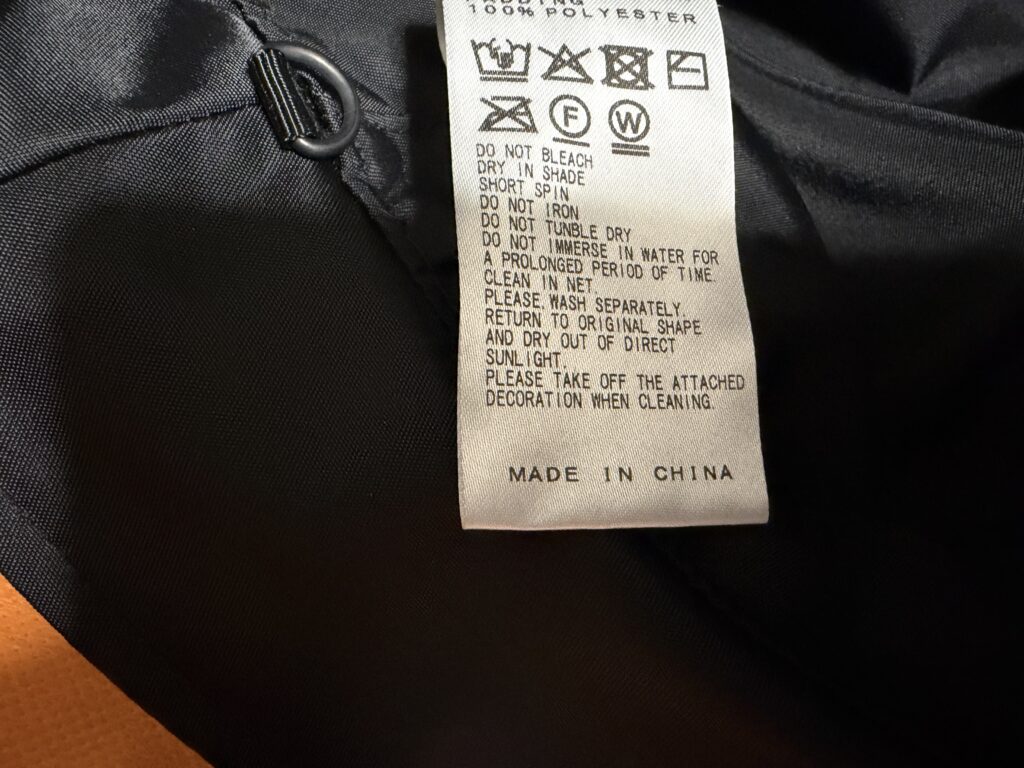 PADDING
100% POLYESTER
F W
DO NOT BLEACH
DRY IN SHADE
SHORT SPIN
DO NOT IRON
DO NOT TUNBLE DRY
DO NOT IMMERSE IN WATER FOR
A PROLONGED PERIOD OF TIME.
CLEAN IN NET.
PLEASE.WASH SEPARATELY.
RETURN TO ORIGINAL SHAPE
AND DRY OUT OF DIRECT
SUNLIGHT.
PLEASE TAKE OFF THE ATTACHED
DECORATION WHEN CLEANING.
MADE IN CHINA